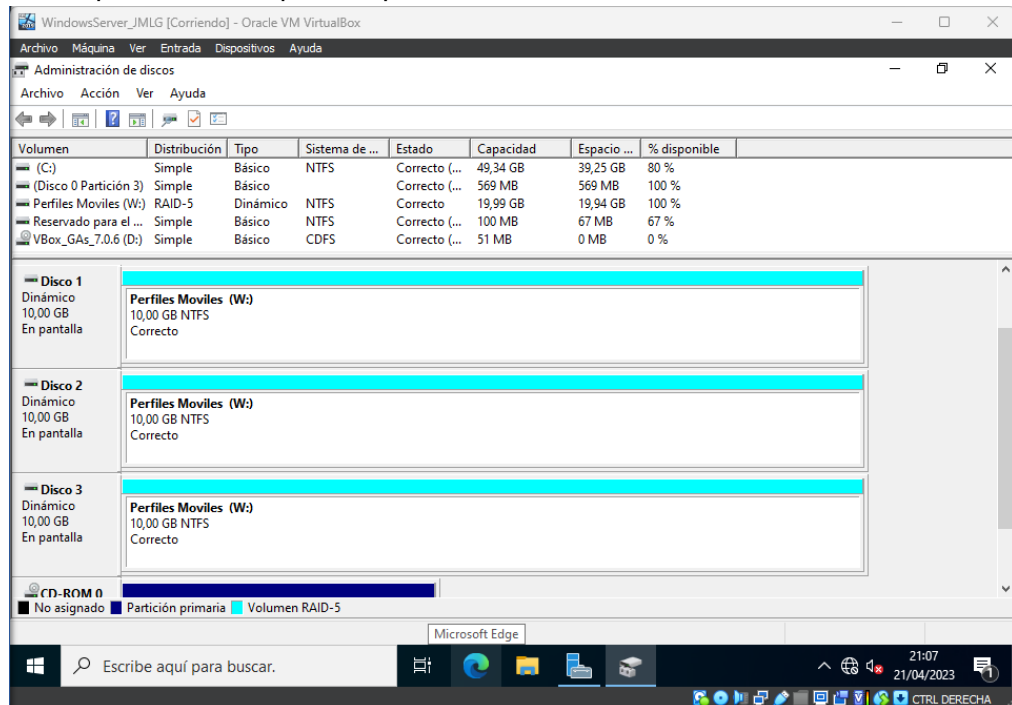 WindowsServer_JMLG [Corriendo] - Oracle VM VirtualBox
Archivo Máquina Ver Entrada Dispositivos Ayuda
Administración de discos
Archivo Acción Ver Ayuda
Volumen Distribución Tipo Sistema de ... Estado Capacidad Espacio ... % disponible
(C:) Simple Básico NTFS Correcto (... 49,34 GB 39,25 GB 80 %
(Disco 0 Partición 3) Simple Básico Correcto (... 569 MB 569 MB 100 %
Perfiles Moviles (W:) RAID-5 Dinámico NTFS Correcto 19,99 GB 19,94 GB 100 %
Reservado para el ... Simple Básico NTFS Correcto (... 100 MB 67 MB 67 %
VBox_GAs_7.0.6 (D:) Simple Básico CDFS Correcto (... 51 MB 0 MB 0 %
Disco 1
Dinámico
10,00 GB
En pantalla
Perfiles Moviles (W:)
10,00 GB NTFS
Correcto
Disco 2
Dinámico
10,00 GB
En pantalla
Perfiles Moviles (W:)
10,00 GB NTFS
Correcto
Disco 3
Dinámico
10,00 GB
En pantalla
Perfiles Moviles (W:)
10,00 GB NTFS
Correcto
CD-ROM 0
No asignado Partición primaria Volumen RAID-5
Microsoft Edge
Escribe aquí para buscar.
21:07
21/04/2023
1
CTRL DERECHA